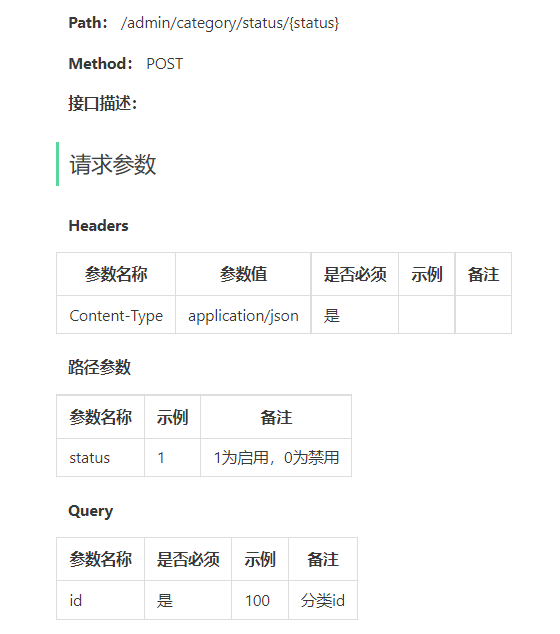 Path: /admin/category/status/{status}
Method: POST
接口描述:
请求参数
Headers
参数名称 参数值 是否必须 示例 备注
Content-Type application/json 是
路径参数
参数名称 示例 备注
status 1 1为启用，0为禁用
Query
参数名称 是否必须 示例 备注
id 是 100 分类id